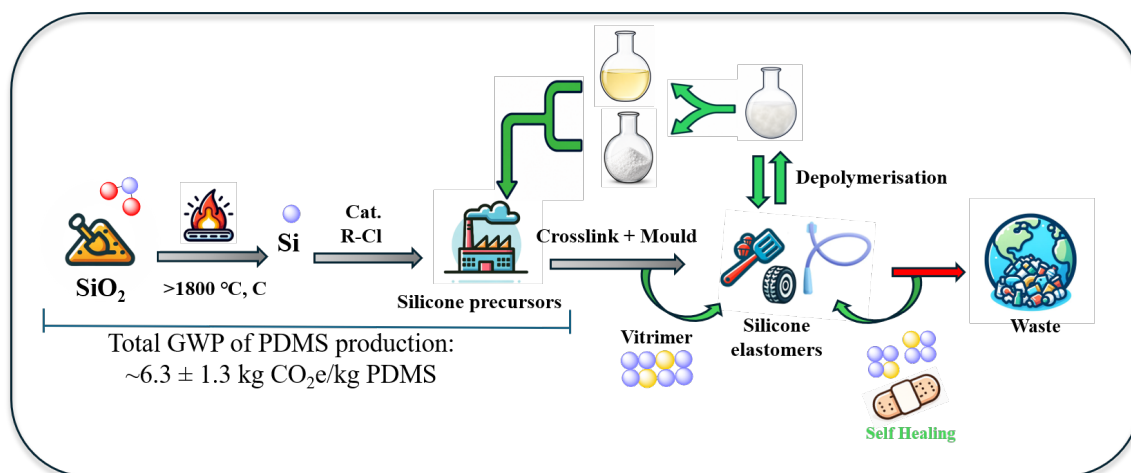 Depolymerisation
Cat.
R-Cl
Si
Crosslink + Mould
SiO₂
>1800 °C, C
Silicone precursors
Total GWP of PDMS production:
~6.3 ± 1.3 kg CO₂e/kg PDMS
Vitrimer
Silicone
elastomers
Waste
Self Healing